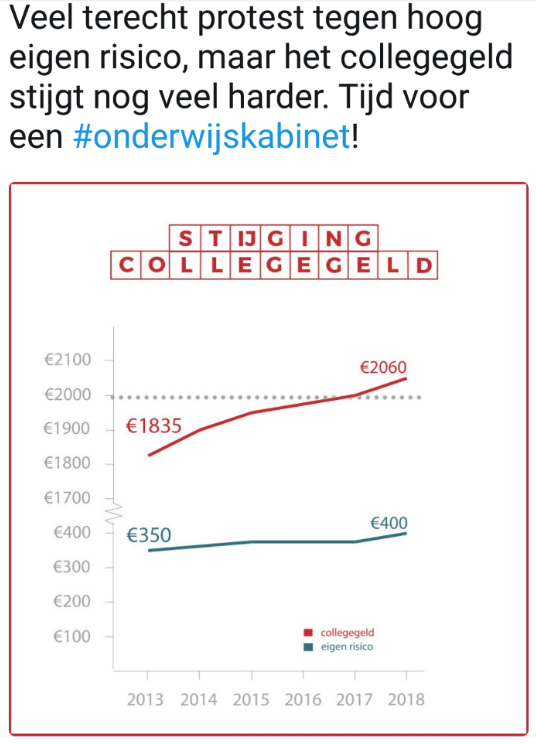 Veel terecht protest tegen hoog
eigen risico, maar het collegegeld
stijgt nog veel harder. Tijd voor
een #onderwijskabinet!
STIJGING
COLLEGEGELD
€2100
€2000
€1900
€1800
€1700
€400
€300
€200
€100
€2060
€1835
€350
€400
collegegeld
eigen risico
2013 2014 2015 2016 2017 2018